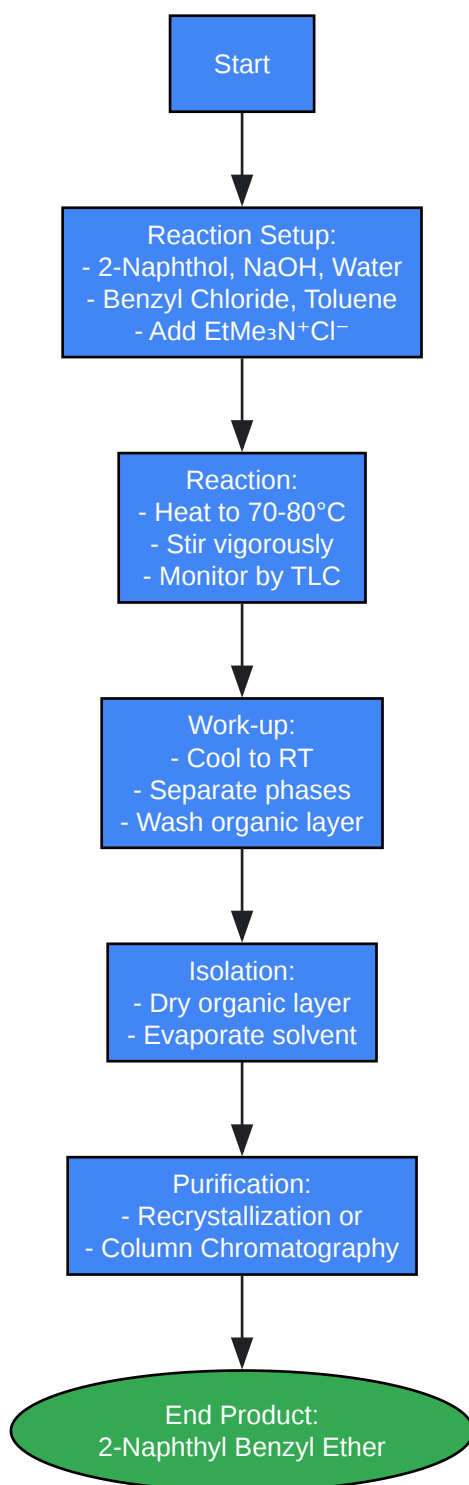 Start
Reaction Setup:
- 2-Naphthol, NaOH, Water
- Benzyl Chloride, Toluene
- Add EtMe₃N⁺Cl⁻
Reaction:
- Heat to 70-80°C
- Stir vigorously
- Monitor by TLC
Work-up:
- Cool to RT
- Separate phases
- Wash organic layer
Isolation:
- Dry organic layer
- Evaporate solvent
Purification:
- Recrystallization or
- Column Chromatography
End Product:
2-Naphthyl Benzyl Ether